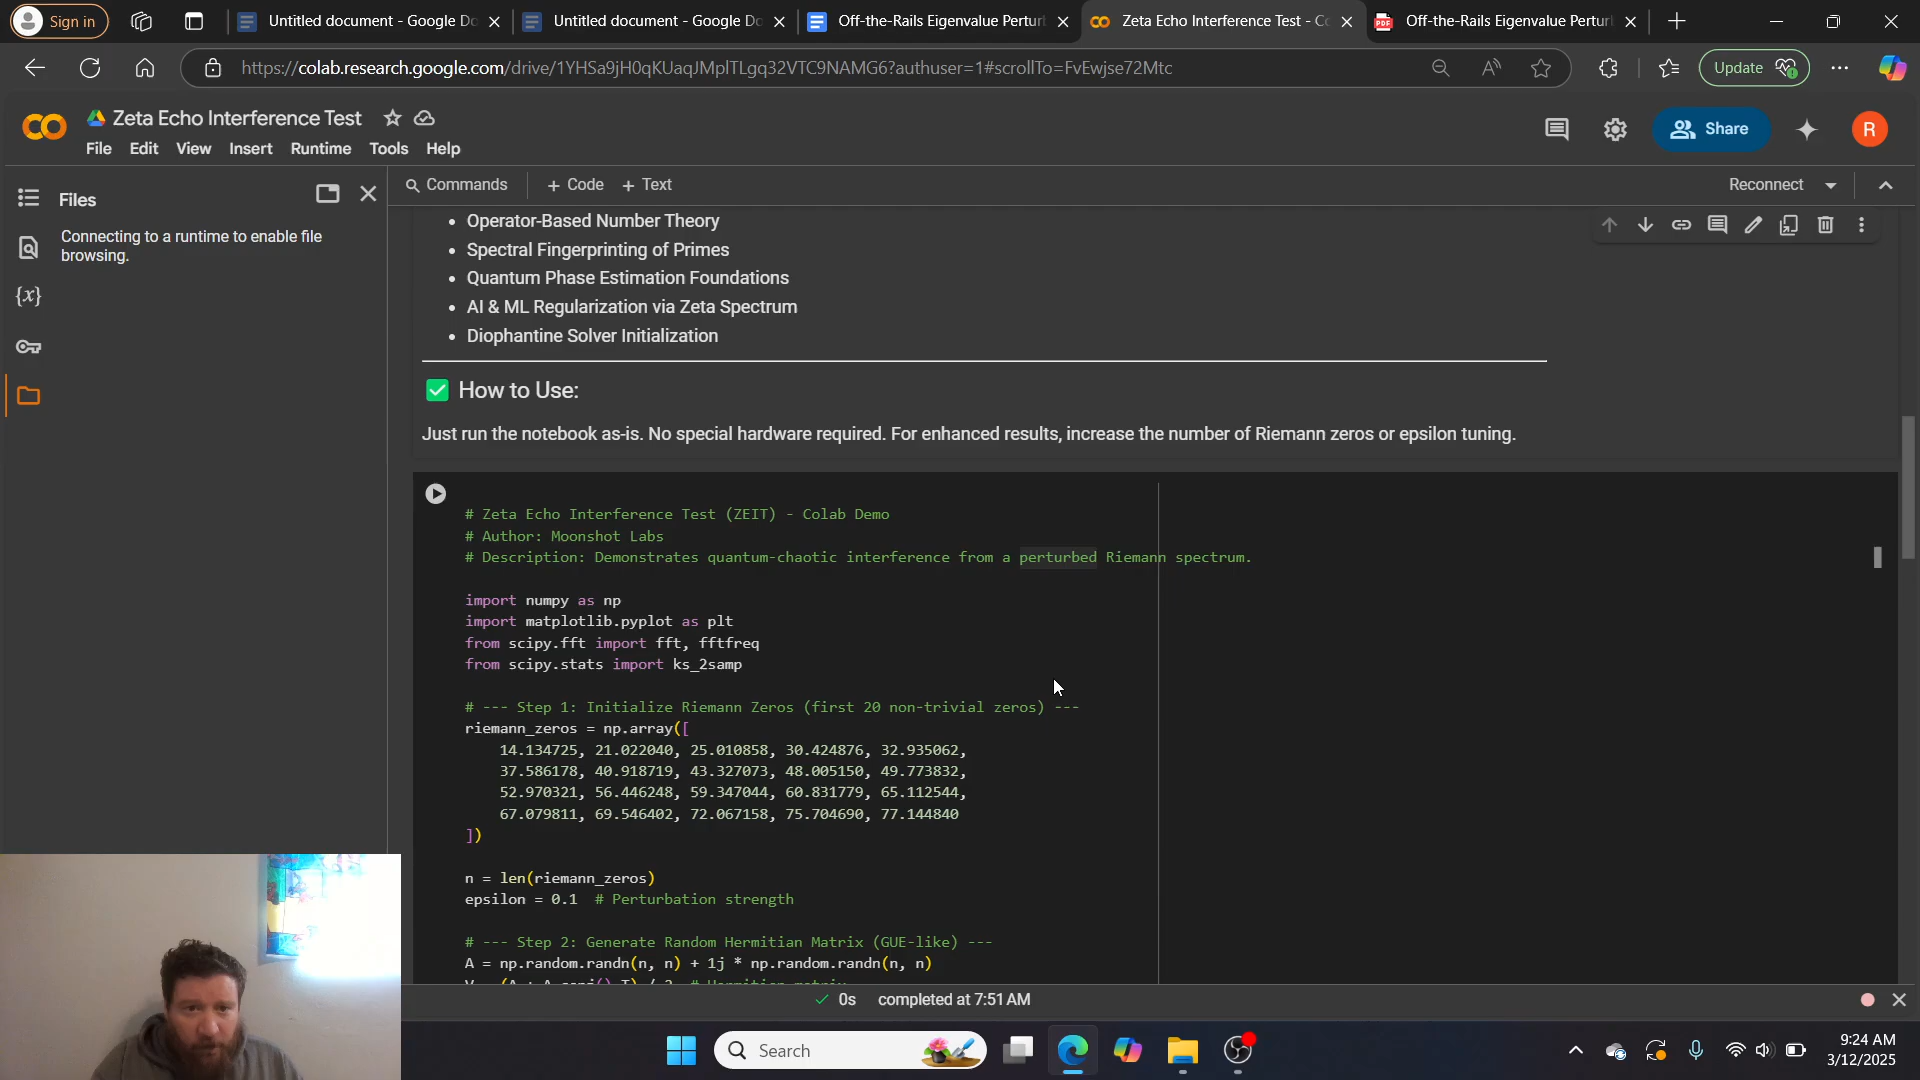 Sign in
Untitled document - Google Do
Untitled document - Google Do
Off-the-Rails Eigenvalue Pertur
Zeta Echo Interference Test - Co
Off-the-Rails Eigenvalue Pertur
https://colab.research.google.com/drive/1YHSa9jH0qKUaqJMplTLgq32VTC9NAMG6?authuser=1#scrollTo=FvEwjse72Mtc
Update
Zeta Echo Interference Test
File Edit View Insert Runtime Tools Help
Share
R
Files
Commands + Code + Text
Reconnect
Connecting to a runtime to enable file
browsing.
{x}
• Operator-Based Number Theory
• Spectral Fingerprinting of Primes
• Quantum Phase Estimation Foundations
• AI & ML Regularization via Zeta Spectrum
• Diophantine Solver Initialization
✅ How to Use:
Just run the notebook as-is. No special hardware required. For enhanced results, increase the number of Riemann zeros or epsilon tuning.
# Zeta Echo Interference Test (ZEIT) - Colab Demo
# Author: Moonshot Labs
# Description: Demonstrates quantum-chaotic interference from a perturbed Riemann spectrum.
import numpy as np
import matplotlib.pyplot as plt
from scipy.fft import fft, fftfreq
from scipy.stats import ks_2samp
# --- Step 1: Initialize Riemann Zeros (first 20 non-trivial zeros) ---
riemann_zeros = np.array([
14.134725, 21.022040, 25.010858, 30.424876, 32.935062,
37.586178, 40.918719, 43.327073, 48.005150, 49.773832,
52.970321, 56.446248, 59.347044, 60.831779, 65.112544,
67.079811, 69.546402, 72.067158, 75.704690, 77.144840
])
n = len(riemann_zeros)
epsilon = 0.1 # Perturbation strength
# --- Step 2: Generate Random Hermitian Matrix (GUE-like) ---
A = np.random.randn(n, n) + 1j * np.random.randn(n, n)
0s completed at 7:51 AM
Search
9:24 AM
3/12/2025